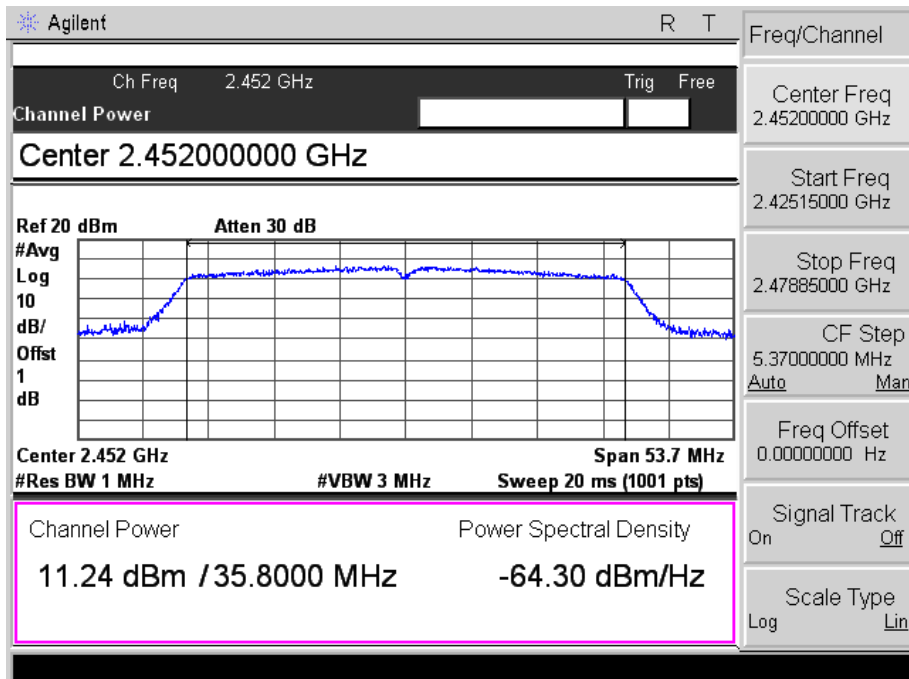 Agilent R T
Ch Freq 2.452 GHz Trig Free
Channel Power
Center 2.452000000 GHz
Ref 20 dBm Atten 30 dB
#Avg
Log
10
dB/
Offst
1
dB
Center 2.452 GHz Span 53.7 MHz
#Res BW 1 MHz #VBW 3 MHz Sweep 20 ms (1001 pts)
Channel Power Power Spectral Density
11.24 dBm / 35.8000 MHz -64.30 dBm/Hz
Freq/Channel
Center Freq
2.45200000 GHz
Start Freq
2.42515000 GHz
Stop Freq
2.47885000 GHz
CF Step
5.37000000 MHz
Auto Man
Freq Offset
0.00000000 Hz
Signal Track
On Off
Scale Type
Log Lin